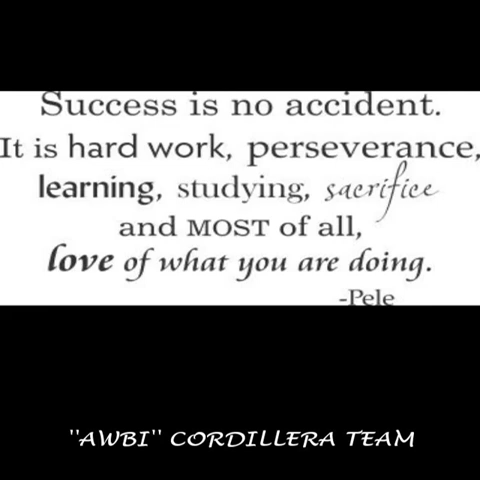 Success is no accident.
It is hard work, perseverance,
learning, studying, sacrifice
and MOST of all,
love of what you are doing.
-Pele
"AWBI" CORDILLERA TEAM